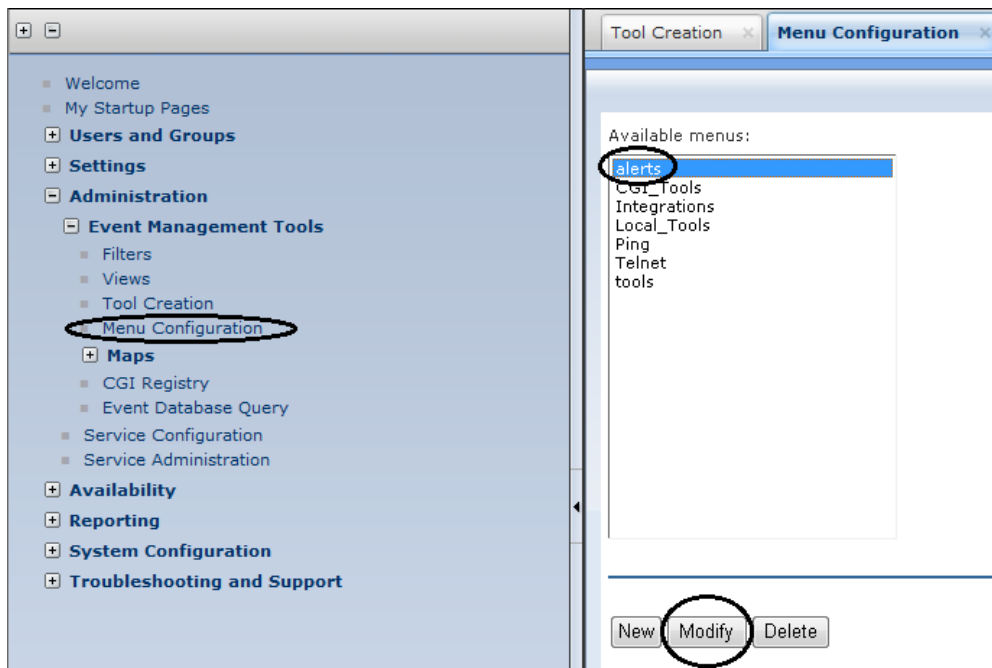 Welcome
My Startup Pages
Users and Groups
Settings
Administration
Event Management Tools
Filters
Views
Tool Creation
Menu Configuration
Maps
CGI Registry
Event Database Query
Service Configuration
Service Administration
Availability
Reporting
System Configuration
Troubleshooting and Support
Tool Creation
Menu Configuration
Available menus:
alerts
CGI_Tools
Integrations
Local_Tools
Ping
Telnet
tools
New
Modify
Delete